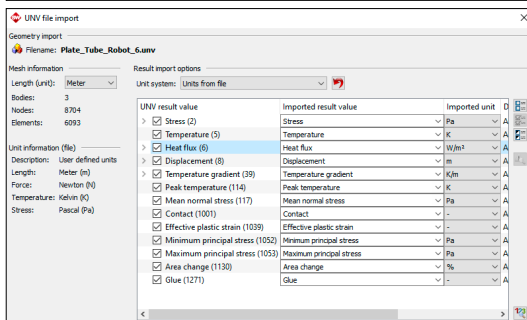 UNV file import
Geometry import
Filename: Plate_Tube_Robot_6.unv
Mesh information
Length (unit): Meter
Bodies: 3
Nodes: 8704
Elements: 6093
Unit information (file)
Description: User defined units
Length: Meter (m)
Force: Newton (N)
Temperature: Kelvin (K)
Stress: Pascal (Pa)
Result import options
Unit system: Units from file
UNV result value Imported result value Imported unit D
Stress (2) Stress Pa A
Temperature (5) Temperature K A
Heat flux (6) Heat flux W/m² A
Displacement (8) Displacement m A
Temperature gradient (39) Temperature gradient K/m A
Peak temperature (114) Peak temperature K A
Mean normal stress (117) Mean normal stress Pa A
Contact (1001) Contact - A
Effective plastic strain (1039) Effective plastic strain - A
Minimum principal stress (1052) Minimum principal stress Pa A
Maximum principal stress (1053) Maximum principal stress Pa A
Area change (1130) Area change % A
Glue (1271) Glue - A